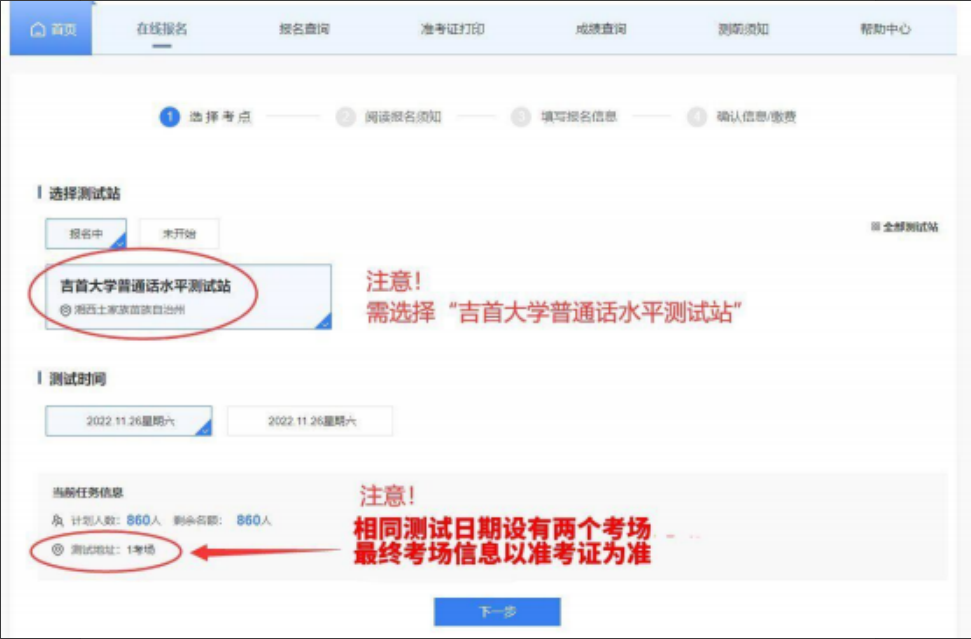 首页 在线报名 报名查询 准考证打印 成绩查询 测前须知 帮助中心
1 选择考点 2 阅读报名须知 3 填写报名信息 4 确认信息/缴费
选择测试站
报名中 未开始 全部测试站
吉首大学普通话水平测试站
湘西土家族苗族自治州
注意！
需选择“吉首大学普通话水平测试站”
测试时间
2022.11.26星期六 2022.11.26星期六
当前任务信息
计划人数：860人 剩余名额：860人
测试地址：1考场
注意！
相同测试日期设有两个考场
最终考场信息以准考证为准
下一步